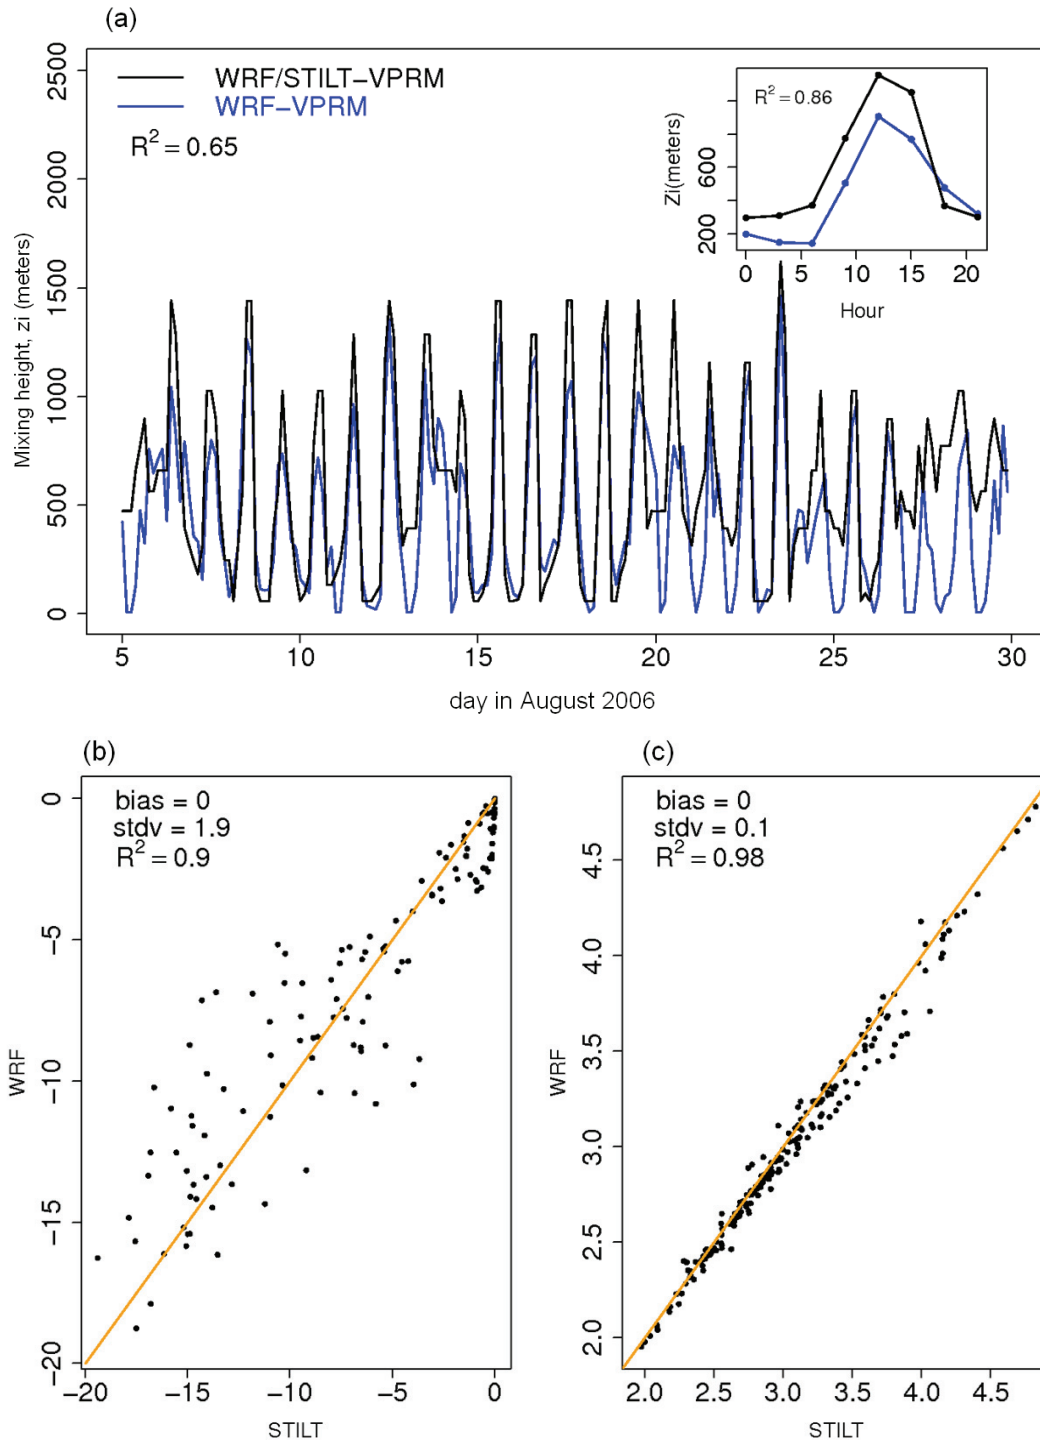 (a)
WRF/STILT−VPRM
WRF−VPRM
R² = 0.65
Mixing height, zi (meters)
0
500
1000
1500
2000
2500
5
10
15
20
25
30
day in August 2006
R² = 0.86
Zi(meters)
200
600
0
5
10
15
20
Hour
(b)
bias = 0
stdv = 1.9
R² = 0.9
WRF
0
−5
−10
−15
−20
−20
−15
−10
−5
0
STILT
(c)
bias = 0
stdv = 0.1
R² = 0.98
WRF
4.5
4.0
3.5
3.0
2.5
2.0
2.0
2.5
3.0
3.5
4.0
4.5
STILT